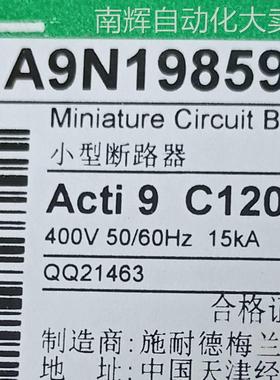 南辉自动化大卖
A9N19859
Miniature Circuit B
小型断路器
Acti 9 C120
400V 50/60Hz 15kA
QQ21463
合格证
制造商: 施耐德梅兰
地址: 中国天津经